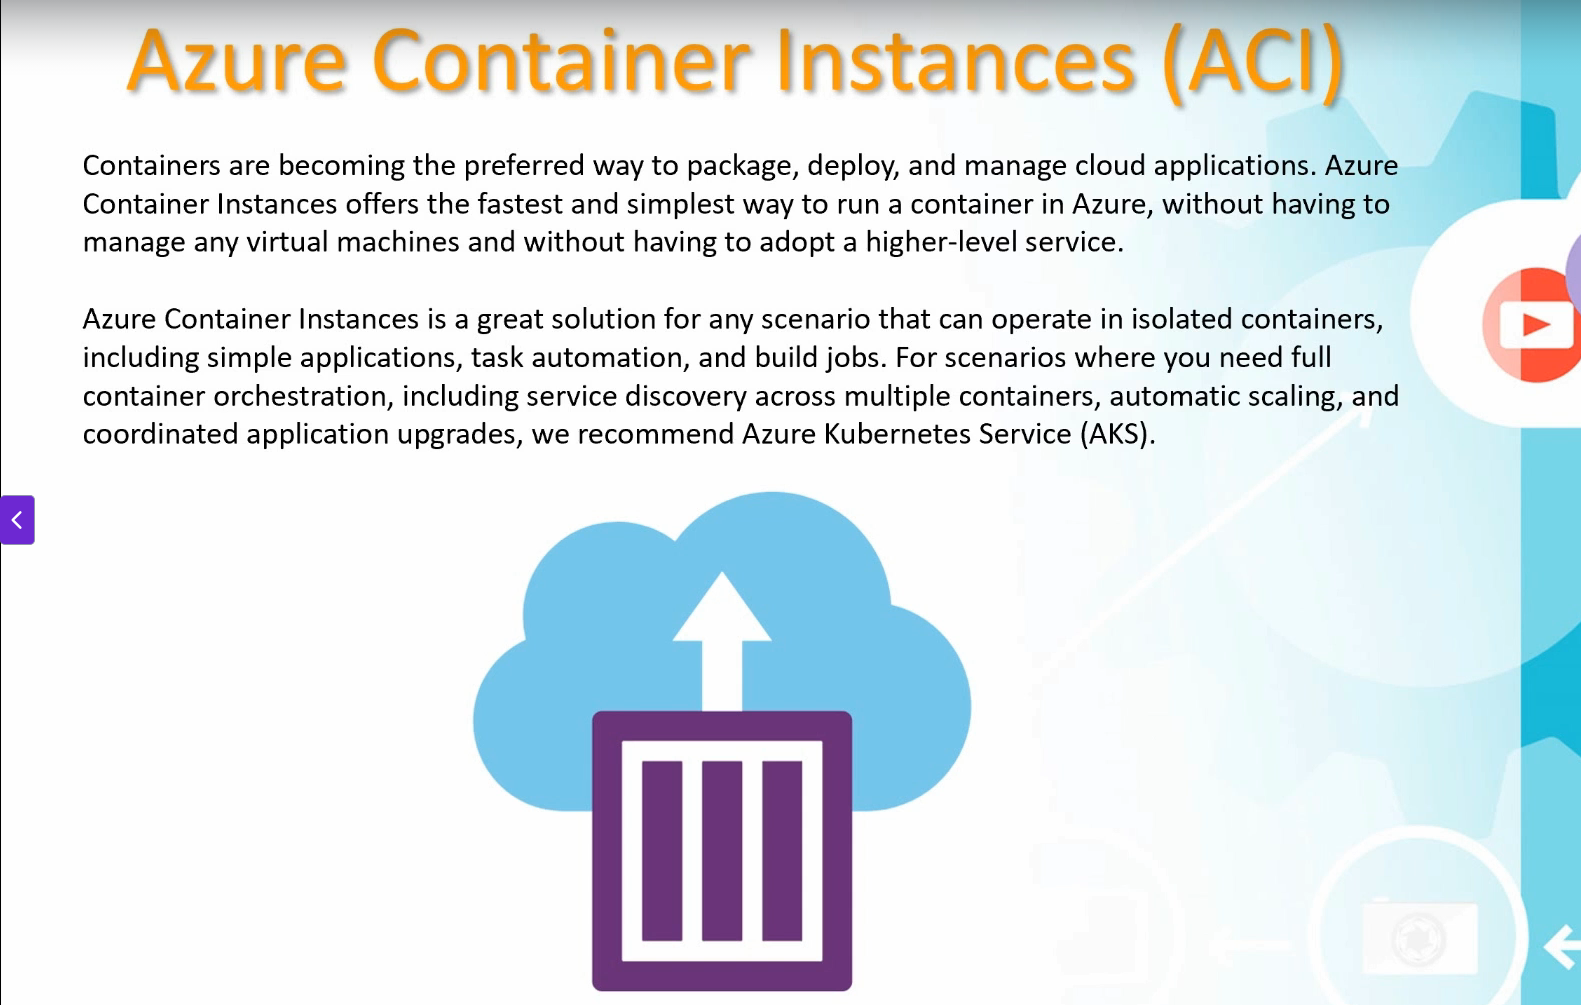 Azure Container Instances (ACI)
Containers are becoming the preferred way to package, deploy, and manage cloud applications. Azure
Container Instances offers the fastest and simplest way to run a container in Azure, without having to
manage any virtual machines and without having to adopt a higher-level service.
Azure Container Instances is a great solution for any scenario that can operate in isolated containers,
including simple applications, task automation, and build jobs. For scenarios where you need full
container orchestration, including service discovery across multiple containers, automatic scaling, and
coordinated application upgrades, we recommend Azure Kubernetes Service (AKS).